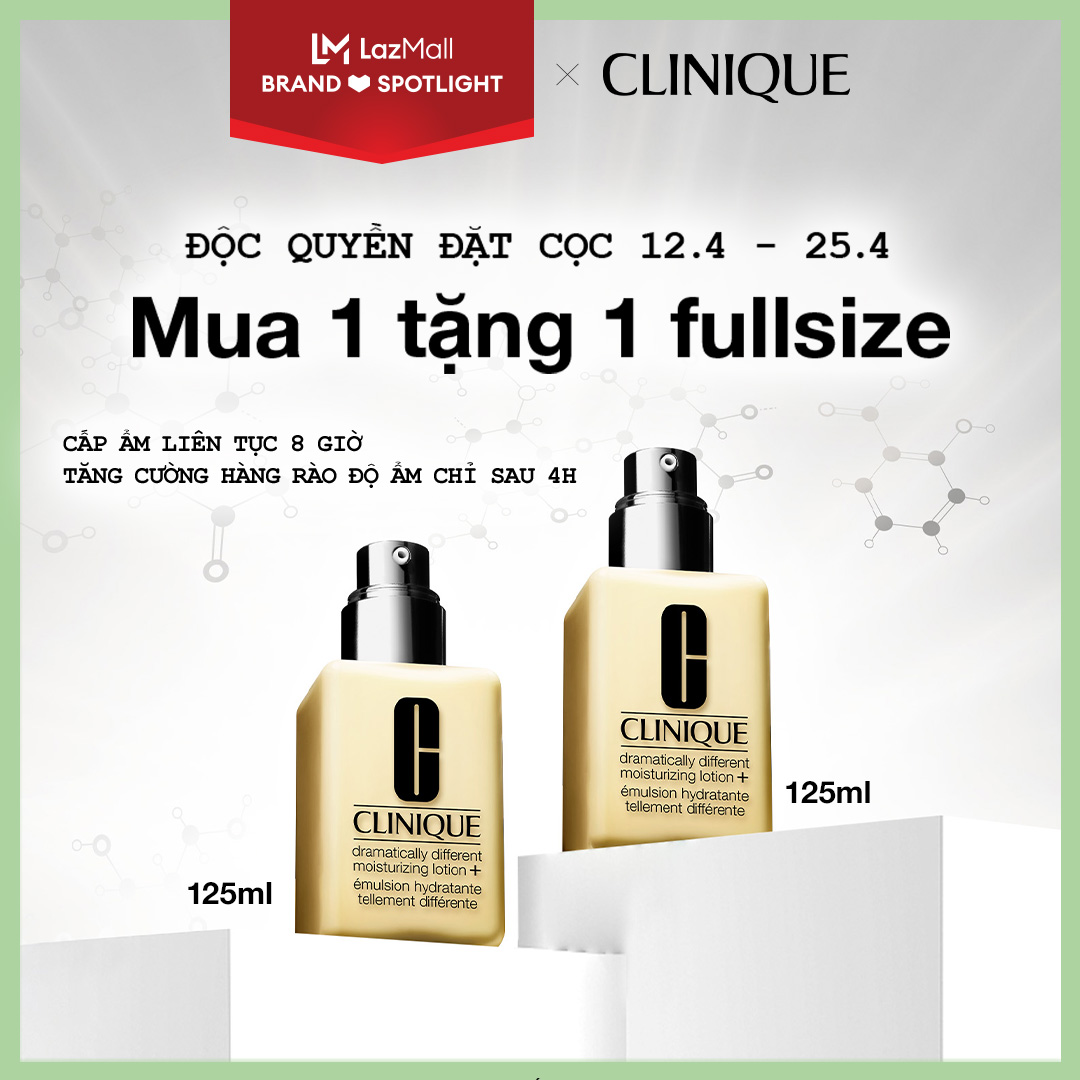 LM LazMall
BRAND SPOTLIGHT
× CLINIQUE
ĐỘC QUYỀN ĐẶT CỌC 12.4 - 25.4
Mua 1 tặng 1 fullsize
CẤP ẨM LIÊN TỤC 8 GIỜ
TĂNG CƯỜNG HÀNG RÀO ĐỘ ẨM CHỈ SAU 4H
C
CLINIQUE
dramatically different
moisturizing lotion +
émulsion hydratante
tellement différente
125ml
C
CLINIQUE
dramatically different
moisturizing lotion +
émulsion hydratante
tellement différente
125ml